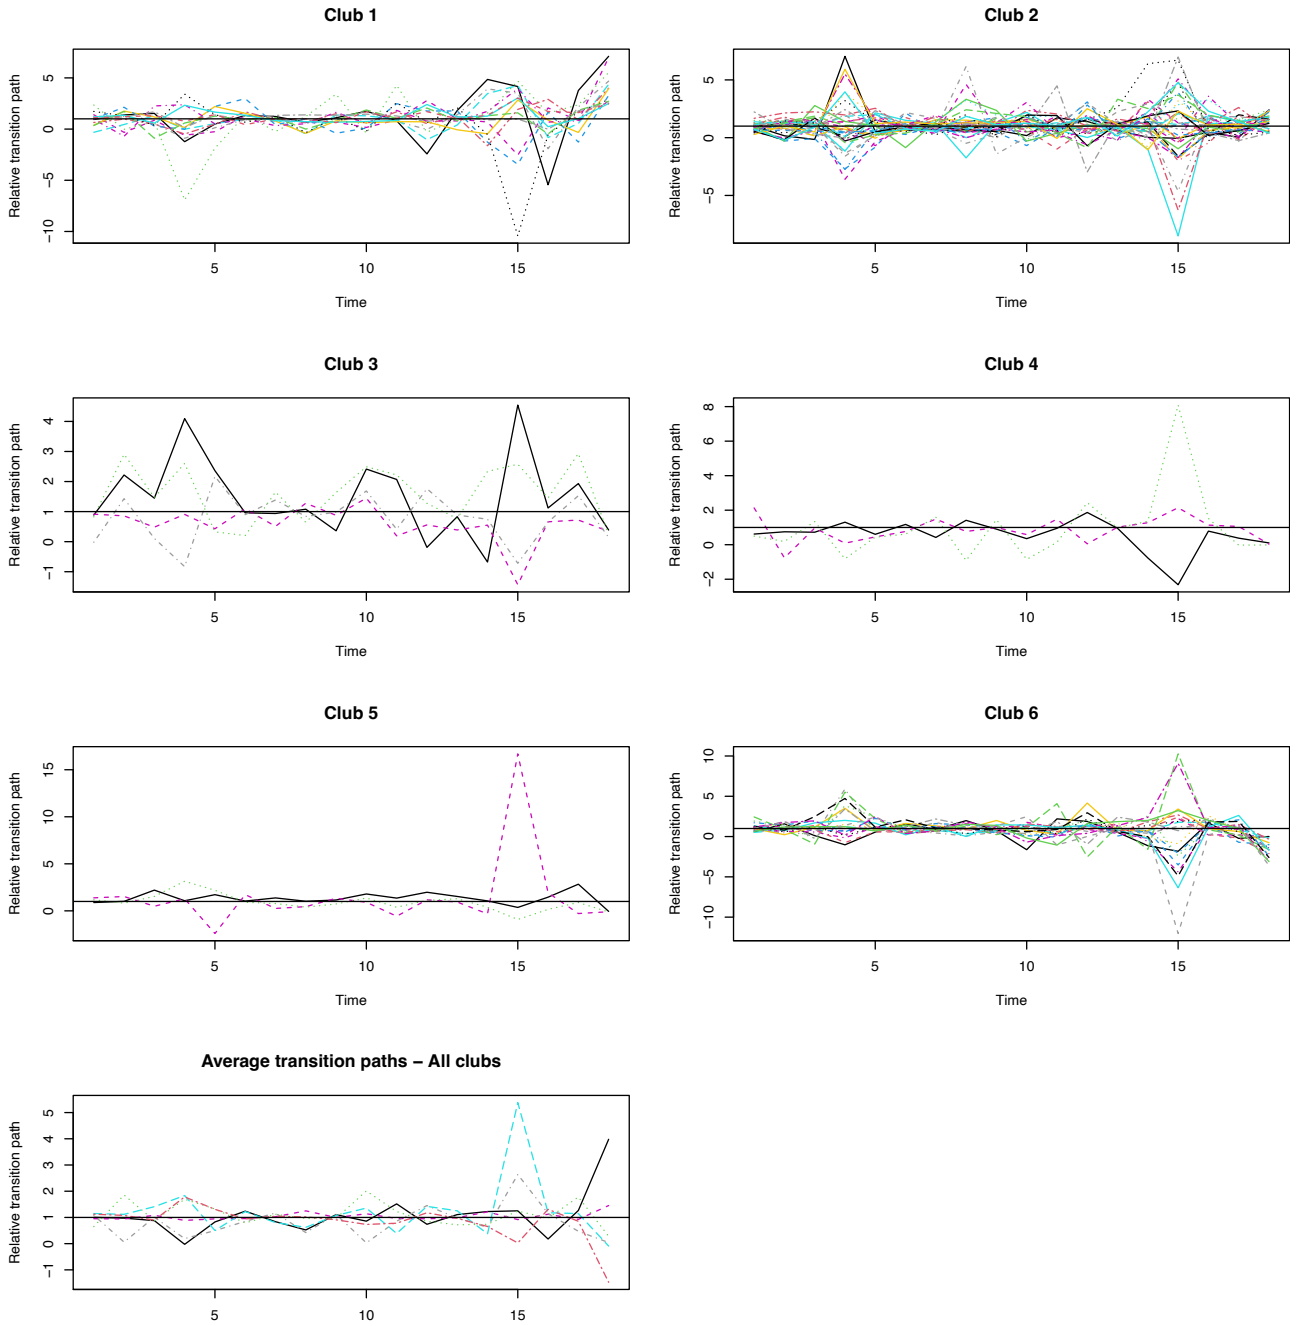 Club 1
Relative transition path
5
0
−5
−10
5
10
15
Time
Club 2
Relative transition path
5
0
−5
5
10
15
Time
Club 3
Relative transition path
4
3
2
1
0
−1
5
10
15
Time
Club 4
Relative transition path
8
6
4
2
0
−2
5
10
15
Time
Club 5
Relative transition path
15
10
5
0
5
10
15
Time
Club 6
Relative transition path
10
5
0
−5
−10
5
10
15
Time
Average transition paths – All clubs
Relative transition path
5
4
3
2
1
0
−1
5
10
15